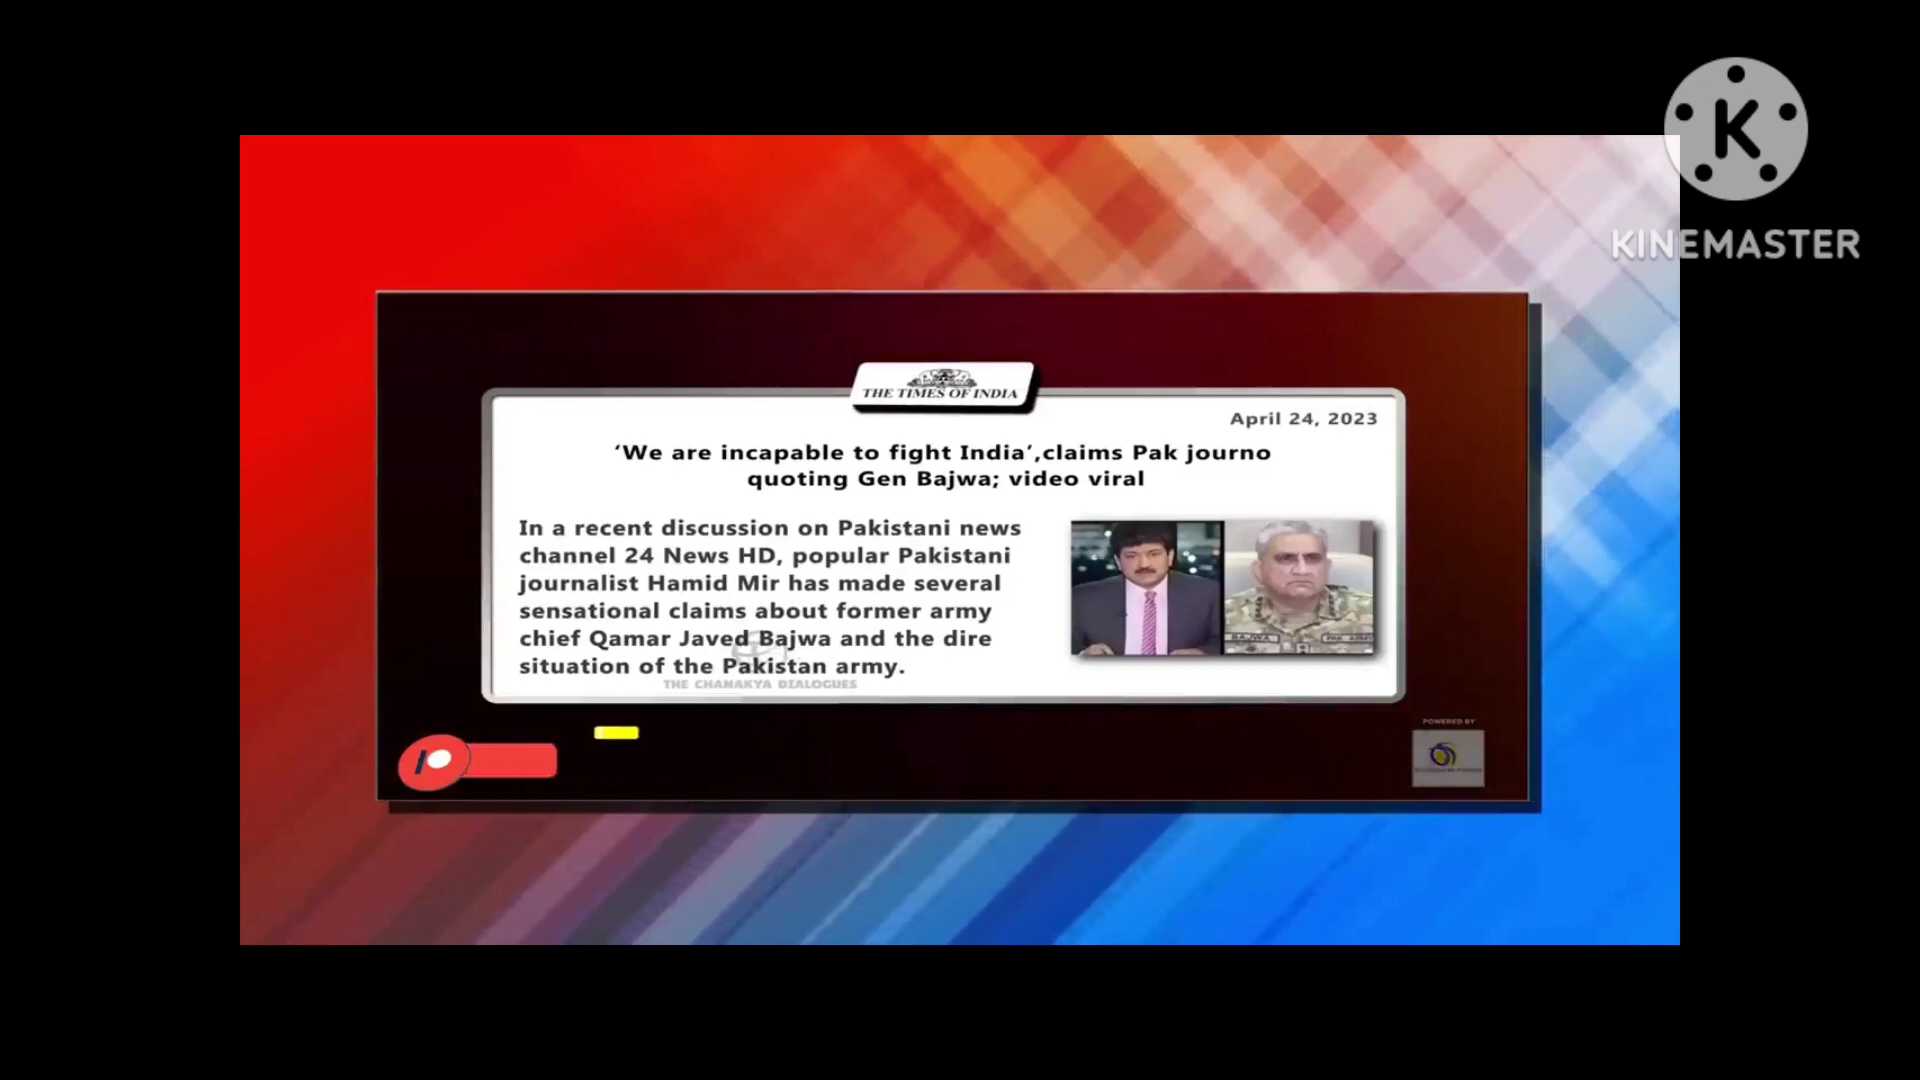 KINEMASTER
THE TIMES OF INDIA
April 24, 2023
‘We are incapable to fight India’,claims Pak journo
quoting Gen Bajwa; video viral
In a recent discussion on Pakistani news
channel 24 News HD, popular Pakistani
journalist Hamid Mir has made several
sensational claims about former army
chief Qamar Javed Bajwa and the dire
situation of the Pakistan army.
THE CHANAKYA DIALOGUES
BAJWA
PAK ARMY
POWERED BY